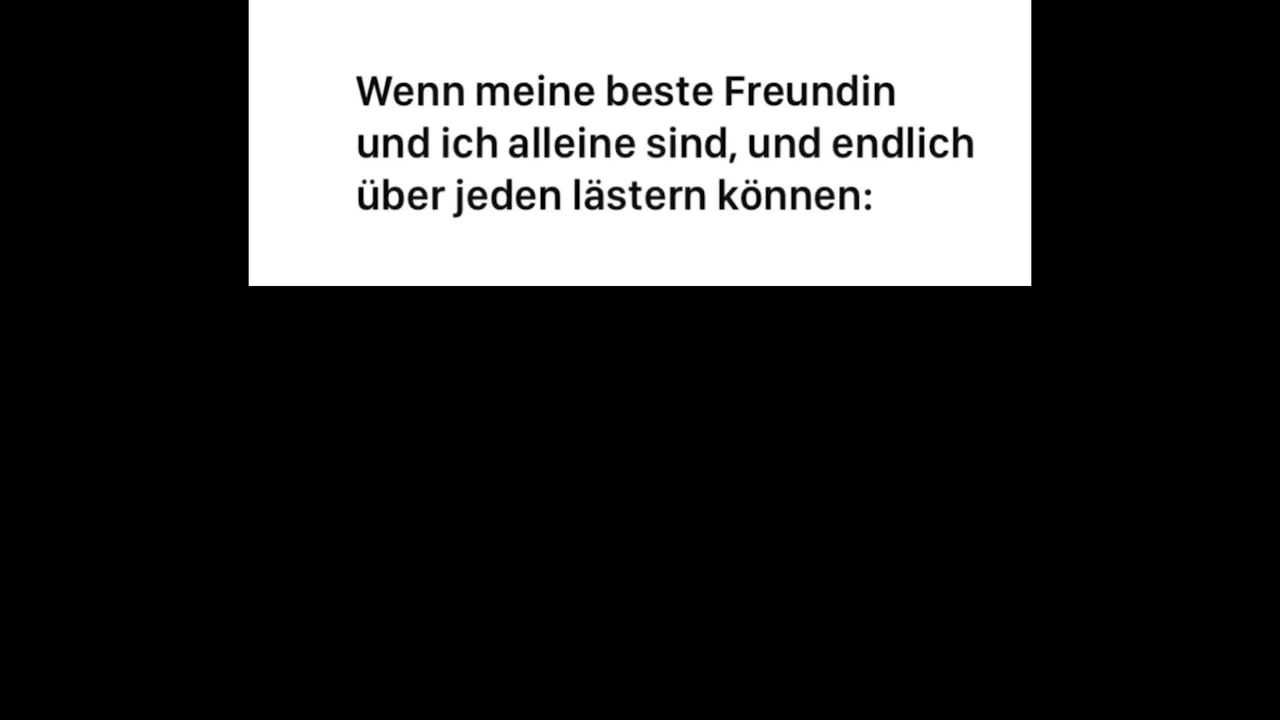 Wenn meine beste Freundin
und ich alleine sind, und endlich
über jeden lästern können: